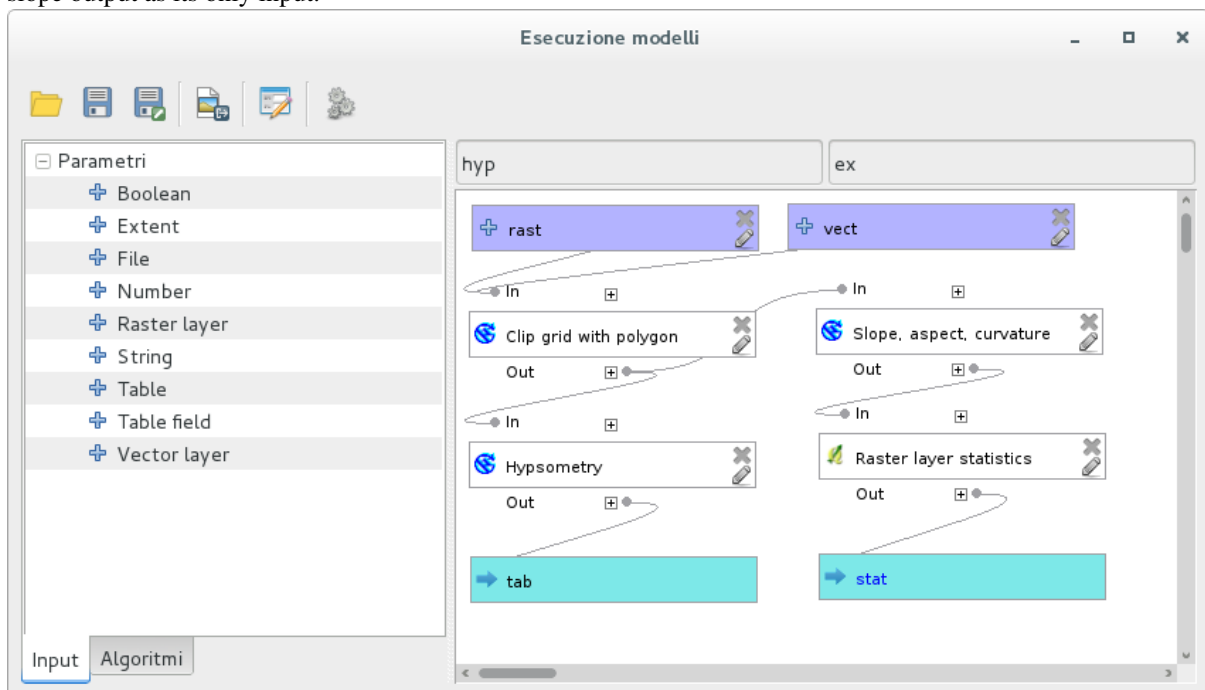 slope output as its only input.
Esecuzione modelli
Parametri
Boolean
Extent
File
Number
Raster layer
String
Table
Table field
Vector layer
Input Algoritmi
hyp ex
rast vect
In In
Clip grid with polygon Slope, aspect, curvature
Out Out
In In
Hypsometry Raster layer statistics
Out Out
tab stat